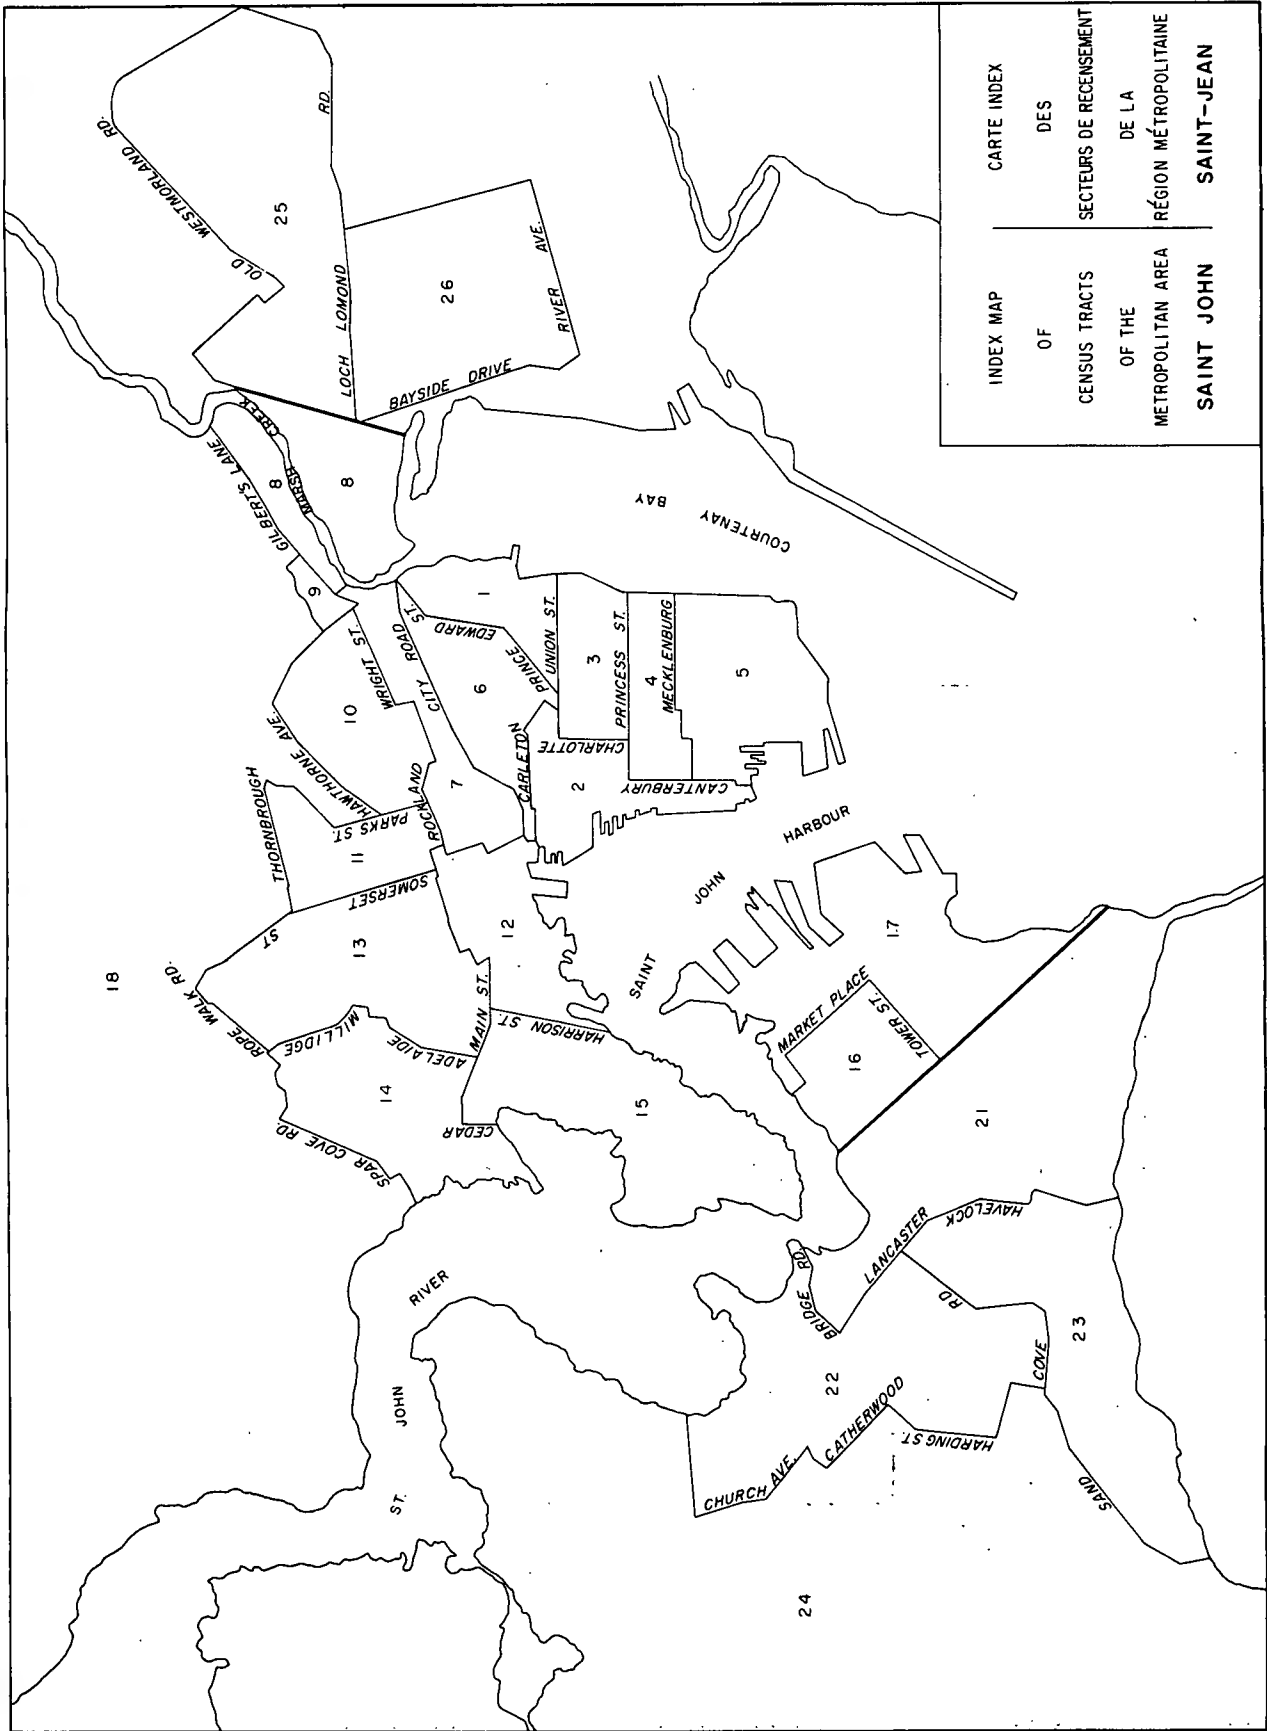 INDEX MAP
OF
CENSUS TRACTS
OF THE
METROPOLITAN AREA
SAINT JOHN
CARTE INDEX
DES
SECTEURS DE RECENSEMENT
DE LA
RÉGION MÉTROPOLITAINE
SAINT-JEAN
OLD WESTMORLAND RD.
25
LOCH LOMOND RD.
26
RIVER AVE.
BAYSIDE DRIVE
GILBERT'S LANE
8
MARSH CREEK
8
9
COURTENAY BAY
WRIGHT ST.
CITY ROAD
1
PRINCE EDWARD ST.
UNION ST.
3
PRINCESS ST.
4
MECKLENBURG
5
6
10
HAWTHORNE AVE.
THORNBROUGH
PARKS ST.
ROCKLAND
7
CARLETON
CHARLOTTE
2
CANTERBURY
11
SOMERSET ST
12
13
18
ROPE WALK RD.
MILLIDGE
ADELAIDE
MAIN ST.
HARRISON ST.
14
SPAR COVE RD.
CEDAR
15
SAINT JOHN HARBOUR
17
MARKET PLACE
TOWER ST.
16
21
LANCASTER
HAVELOCK
BRIDGE RD.
22
23
SAND COVE RD
HARDING ST.
CATHERWOOD
CHURCH AVE.
24
ST. JOHN RIVER